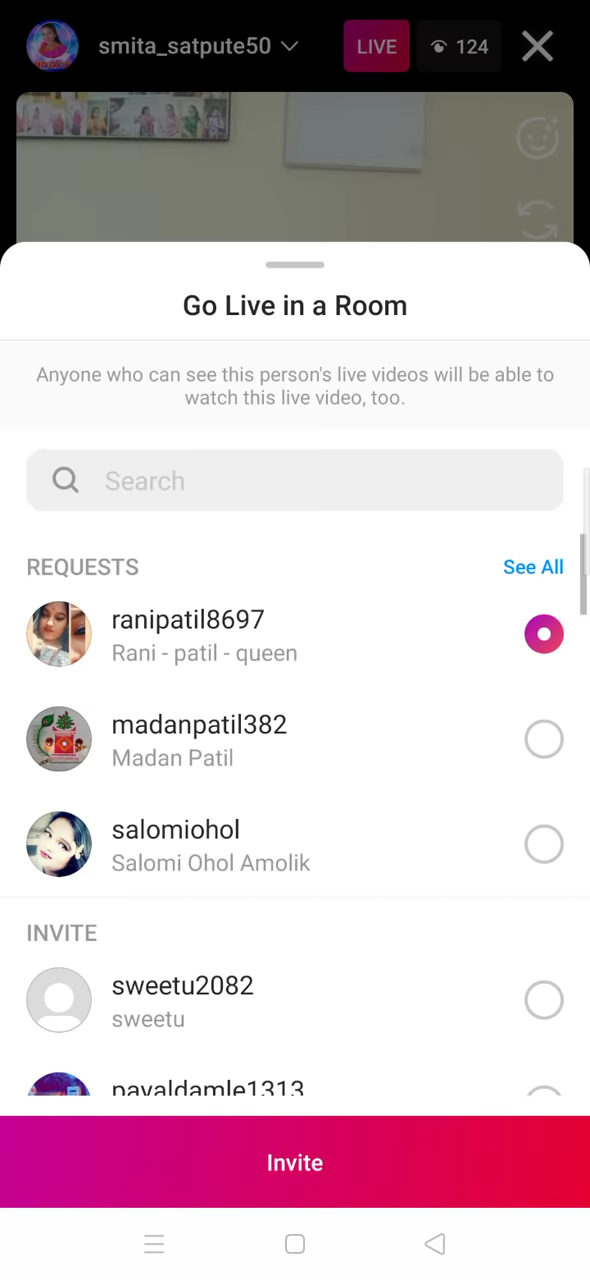 smita_satpute50
LIVE
124
Go Live in a Room
Anyone who can see this person's live videos will be able to
watch this live video, too.
Search
REQUESTS
See All
ranipatil8697
Rani - patil - queen
madanpatil382
Madan Patil
salomiohol
Salomi Ohol Amolik
INVITE
sweetu2082
sweetu
payaldamle1313
Invite